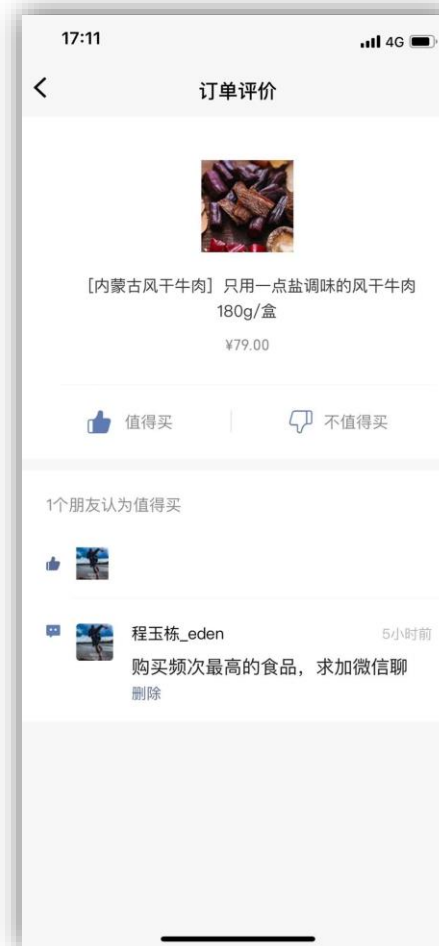 17:11
4G
订单评价
[内蒙古风干牛肉] 只用一点盐调味的风干牛肉
180g/盒
¥79.00
值得买
不值得买
1个朋友认为值得买
程玉栋_eden
5小时前
购买频次最高的食品，求加微信聊
删除